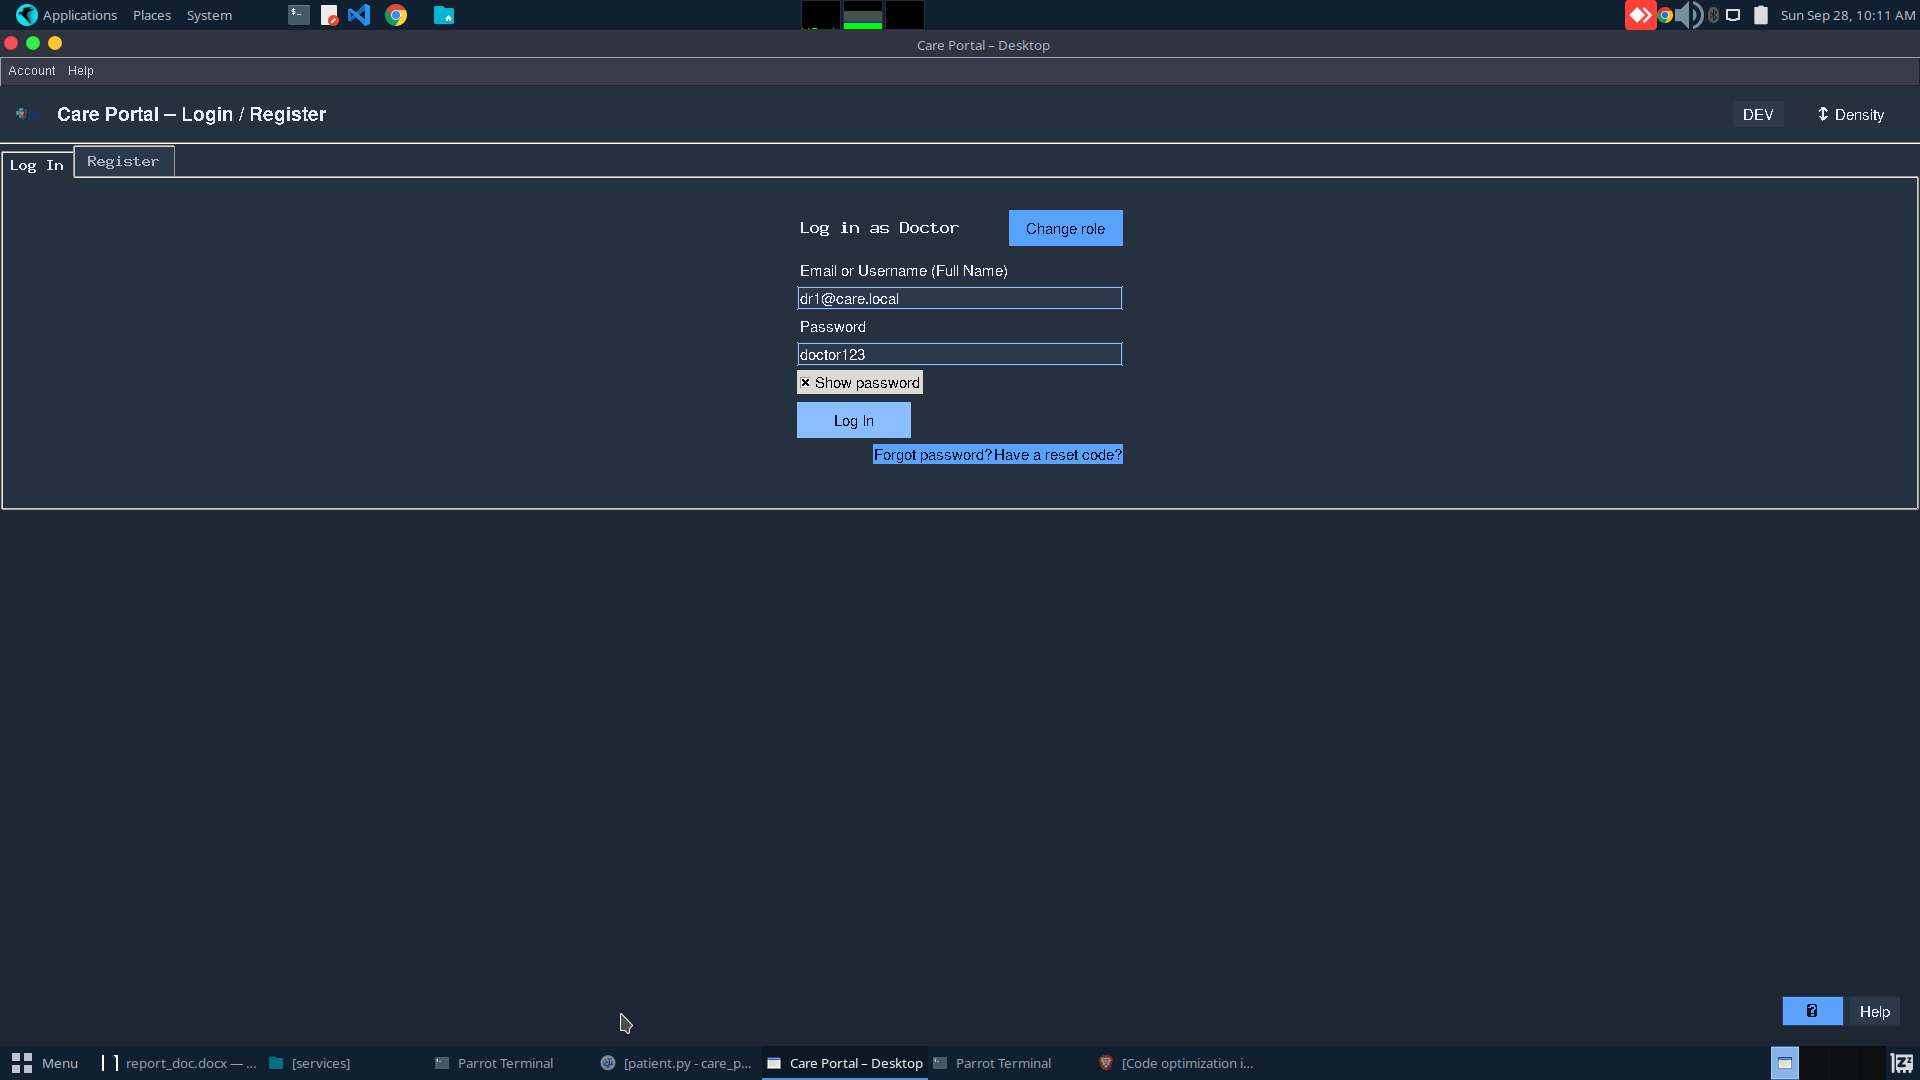 Applications Places System Sun Sep 28, 10:11 AM
Care Portal – Desktop
Account Help
Care Portal – Login / Register DEV Density
Log In Register
Log in as Doctor Change role
Email or Username (Full Name)
dr1@care.local
Password
doctor123
Show password
Log In
Forgot password? Have a reset code?
? Help
Menu report_doc.docx — ... [services] Parrot Terminal [patient.py - care_p... Care Portal – Desktop Parrot Terminal [Code optimization i...